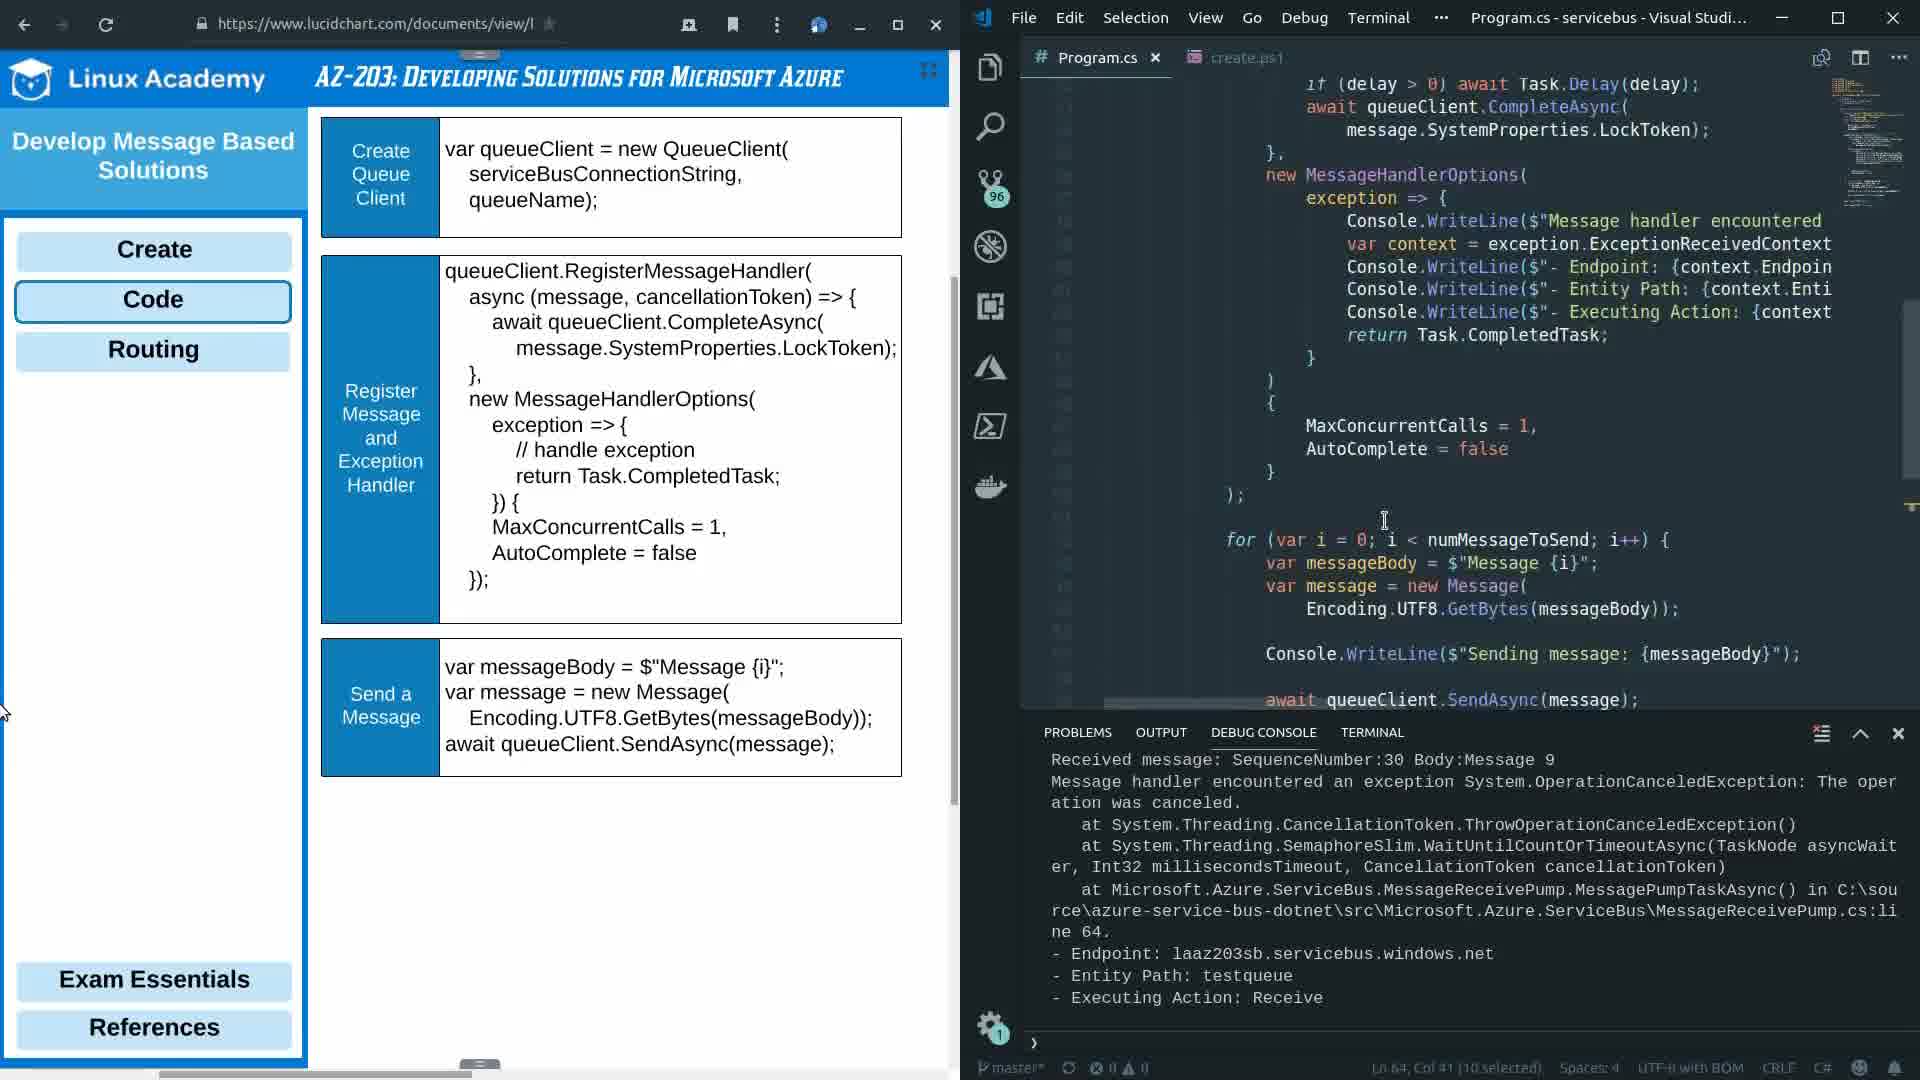 https://www.lucidchart.com/documents/view/l
Linux Academy
AZ-203: Developing Solutions for Microsoft Azure
Develop Message Based
Solutions
Create
Code
Routing
Exam Essentials
References
Create
Queue
Client
var queueClient = new QueueClient(
serviceBusConnectionString,
queueName);
Register
Message
and
Exception
Handler
queueClient.RegisterMessageHandler(
async (message, cancellationToken) => {
await queueClient.CompleteAsync(
message.SystemProperties.LockToken);
},
new MessageHandlerOptions(
exception => {
// handle exception
return Task.CompletedTask;
}) {
MaxConcurrentCalls = 1,
AutoComplete = false
});
Send a
Message
var messageBody = $"Message {i}";
var message = new Message(
Encoding.UTF8.GetBytes(messageBody));
await queueClient.SendAsync(message);
File Edit Selection View Go Debug Terminal ··· Program.cs - servicebus - Visual Studi...
# Program.cs create.ps1
96
if (delay > 0) await Task.Delay(delay);
await queueClient.CompleteAsync(
message.SystemProperties.LockToken);
},
new MessageHandlerOptions(
exception => {
Console.WriteLine($"Message handler encountered
var context = exception.ExceptionReceivedContext
Console.WriteLine($"- Endpoint: {context.Endpoin
Console.WriteLine($"- Entity Path: {context.Enti
Console.WriteLine($"- Executing Action: {context
return Task.CompletedTask;
}
)
{
MaxConcurrentCalls = 1,
AutoComplete = false
}
);
for (var i = 0; i < numMessageToSend; i++) {
var messageBody = $"Message {i}";
var message = new Message(
Encoding.UTF8.GetBytes(messageBody));
Console.WriteLine($"Sending message: {messageBody}");
await queueClient.SendAsync(message);
PROBLEMS OUTPUT DEBUG CONSOLE TERMINAL
Received message: SequenceNumber:30 Body:Message 9
Message handler encountered an exception System.OperationCanceledException: The oper
ation was canceled.
at System.Threading.CancellationToken.ThrowOperationCanceledException()
at System.Threading.SemaphoreSlim.WaitUntilCountOrTimeoutAsync(TaskNode asyncWait
er, Int32 millisecondsTimeout, CancellationToken cancellationToken)
at Microsoft.Azure.ServiceBus.MessageReceivePump.MessagePumpTaskAsync() in C:\sou
rce\azure-service-bus-dotnet\src\Microsoft.Azure.ServiceBus\MessageReceivePump.cs:li
ne 64.
- Endpoint: laaz203sb.servicebus.windows.net
- Entity Path: testqueue
- Executing Action: Receive
1
master* 0 0 Ln 64, Col 41 (10 selected) Spaces: 4 UTF-8 with BOM CRLF C#